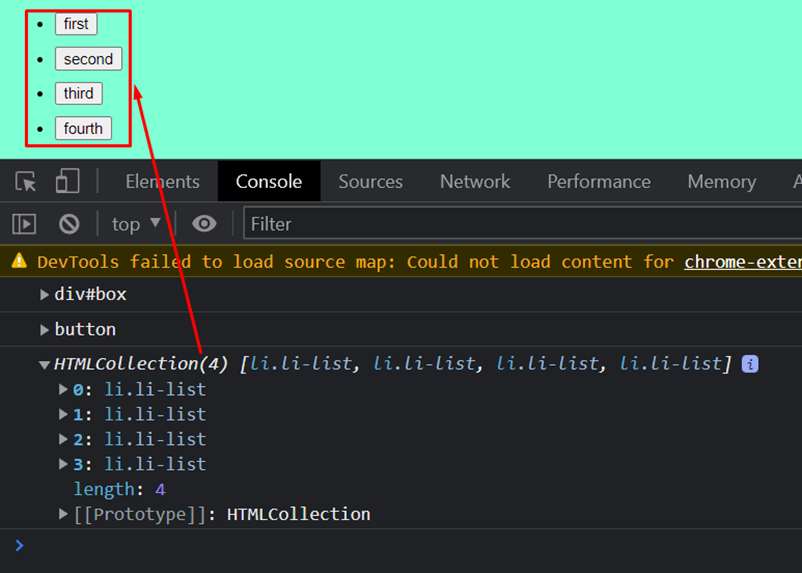 first
second
third
fourth
Elements Console Sources Network Performance Memory
top Filter
DevTools failed to load source map: Could not load content for chrome-exten
div#box
button
HTMLCollection(4) [li.li-list, li.li-list, li.li-list, li.li-list] i
0: li.li-list
1: li.li-list
2: li.li-list
3: li.li-list
length: 4
[[Prototype]]: HTMLCollection